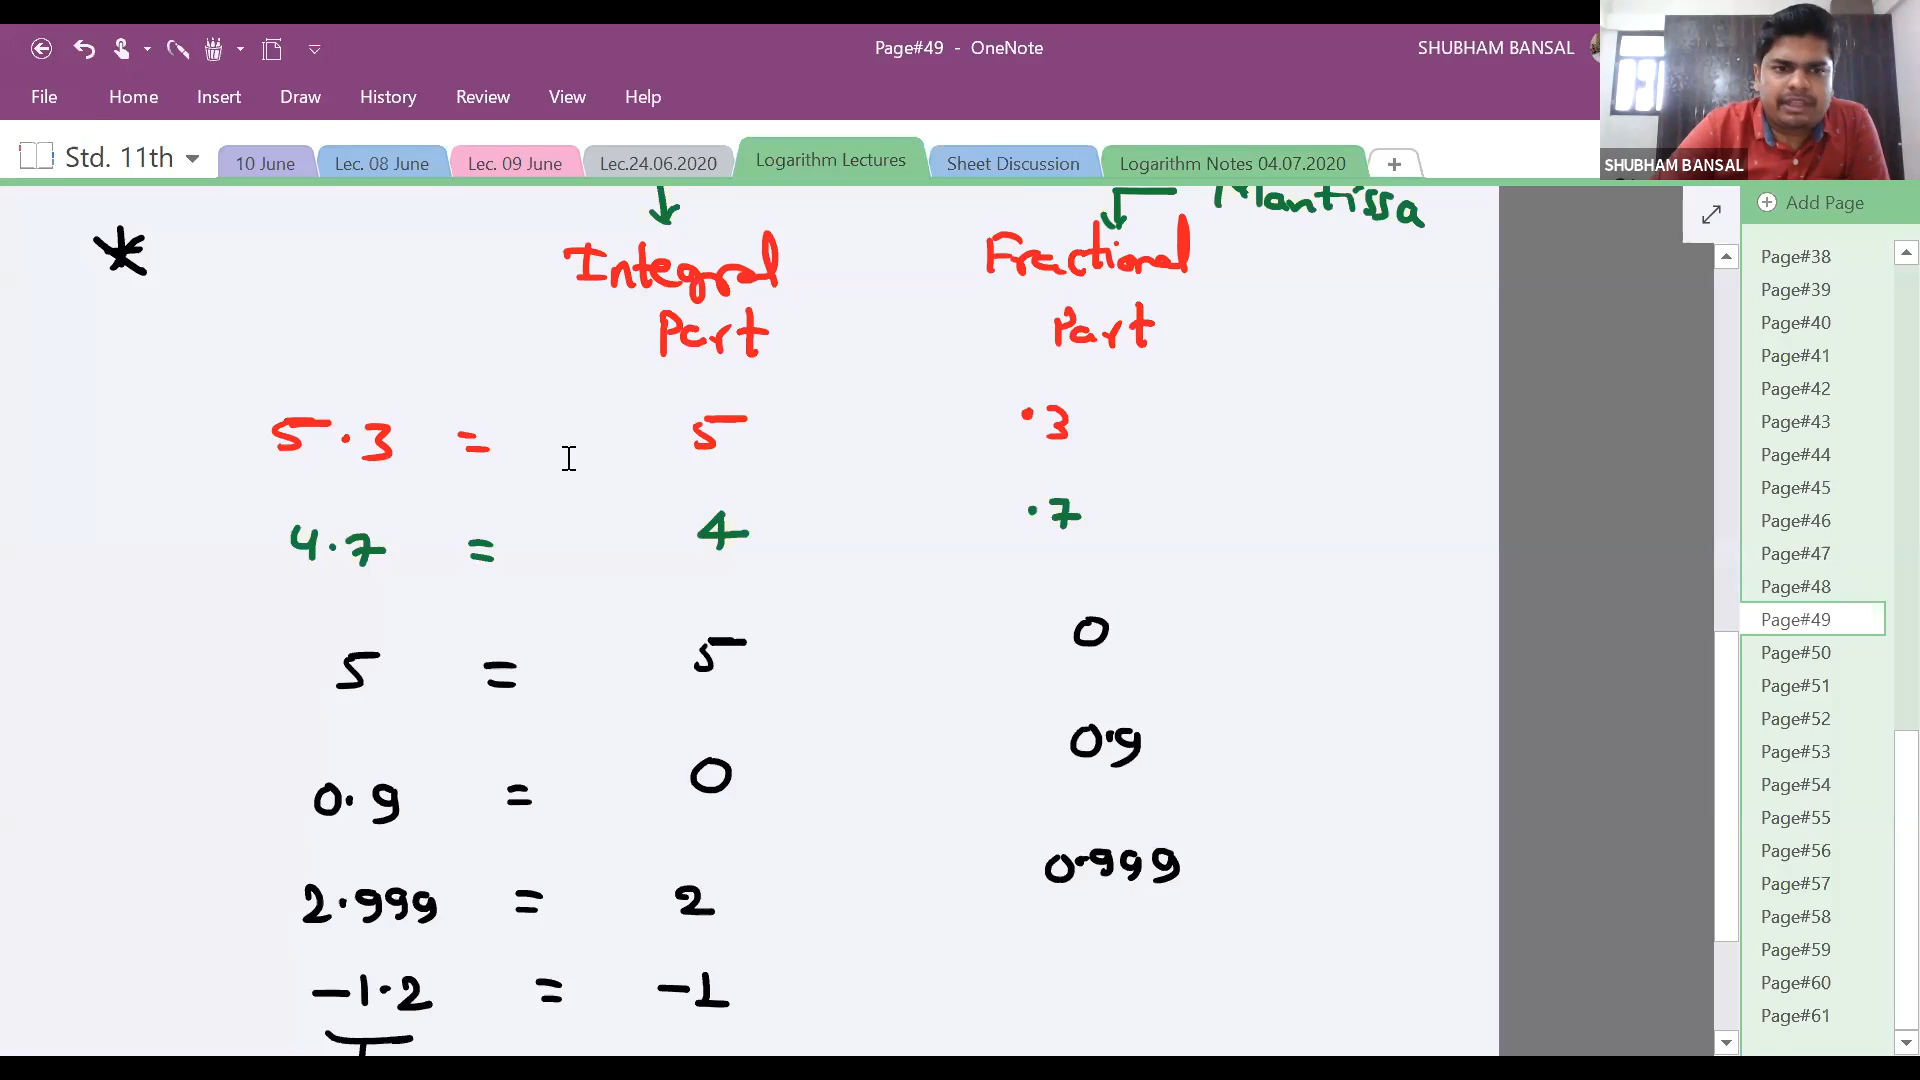 Page#49 - OneNote
SHUBHAM BANSAL
File Home Insert Draw History Review View Help
Std. 11th
10 June
Lec. 08 June
Lec. 09 June
Lec.24.06.2020
Logarithm Lectures
Sheet Discussion
Logarithm Notes 04.07.2020
+
SHUBHAM BANSAL
Mantissa
* Integral Fractional
Part Part
5.3 = 5 .3
4.7 = 4 .7
5 = 5 0
0.9 = 0 0.9
2.999 = 2 0.999
-1.2 = -1
Add Page
Page#38
Page#39
Page#40
Page#41
Page#42
Page#43
Page#44
Page#45
Page#46
Page#47
Page#48
Page#49
Page#50
Page#51
Page#52
Page#53
Page#54
Page#55
Page#56
Page#57
Page#58
Page#59
Page#60
Page#61